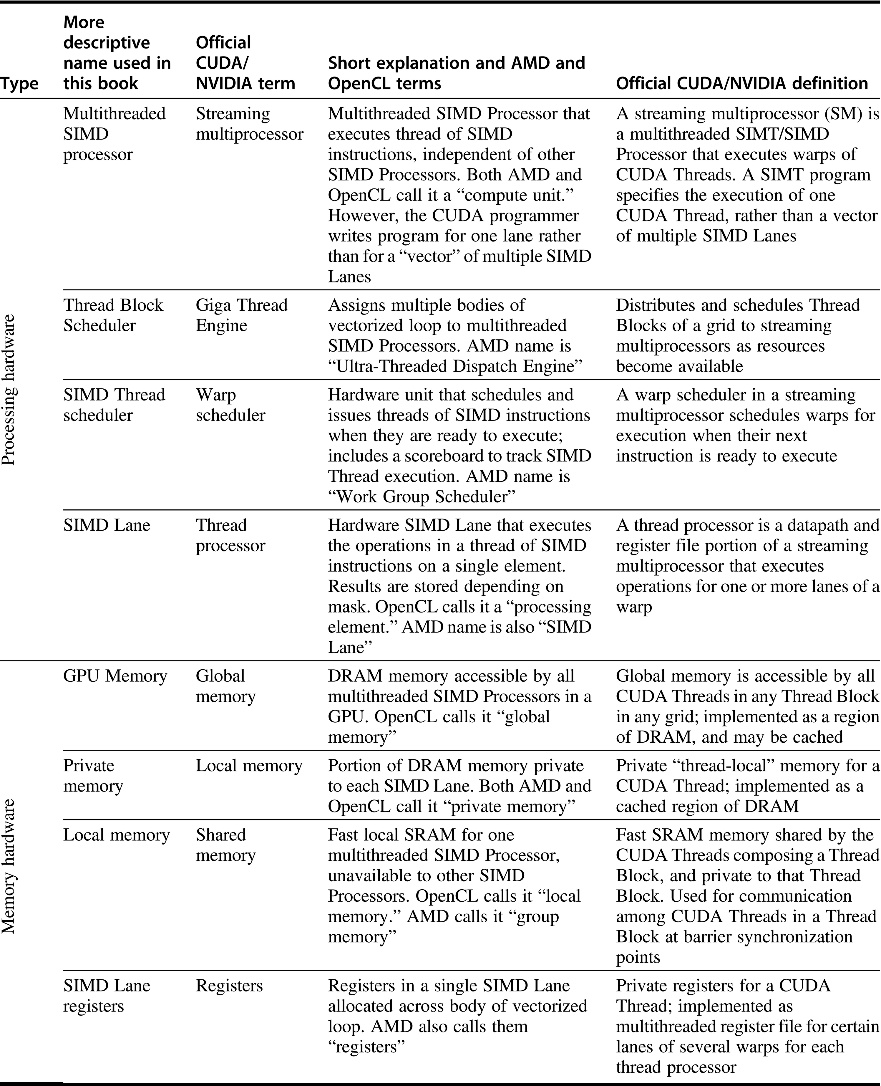 Type
More
descriptive
name used in
this book
Official
CUDA/
NVIDIA term
Short explanation and AMD and
OpenCL terms
Official CUDA/NVIDIA definition
Processing hardware
Multithreaded
SIMD
processor
Streaming
multiprocessor
Multithreaded SIMD Processor that
executes thread of SIMD
instructions, independent of other
SIMD Processors. Both AMD and
OpenCL call it a “compute unit.”
However, the CUDA programmer
writes program for one lane rather
than for a “vector” of multiple SIMD
Lanes
A streaming multiprocessor (SM) is
a multithreaded SIMT/SIMD
Processor that executes warps of
CUDA Threads. A SIMT program
specifies the execution of one
CUDA Thread, rather than a vector
of multiple SIMD Lanes
Thread Block
Scheduler
Giga Thread
Engine
Assigns multiple bodies of
vectorized loop to multithreaded
SIMD Processors. AMD name is
“Ultra-Threaded Dispatch Engine”
Distributes and schedules Thread
Blocks of a grid to streaming
multiprocessors as resources
become available
SIMD Thread
scheduler
Warp
scheduler
Hardware unit that schedules and
issues threads of SIMD instructions
when they are ready to execute;
includes a scoreboard to track SIMD
Thread execution. AMD name is
“Work Group Scheduler”
A warp scheduler in a streaming
multiprocessor schedules warps for
execution when their next
instruction is ready to execute
SIMD Lane
Thread
processor
Hardware SIMD Lane that executes
the operations in a thread of SIMD
instructions on a single element.
Results are stored depending on
mask. OpenCL calls it a “processing
element.” AMD name is also “SIMD
Lane”
A thread processor is a datapath and
register file portion of a streaming
multiprocessor that executes
operations for one or more lanes of a
warp
Memory hardware
GPU Memory
Global
memory
DRAM memory accessible by all
multithreaded SIMD Processors in a
GPU. OpenCL calls it “global
memory”
Global memory is accessible by all
CUDA Threads in any Thread Block
in any grid; implemented as a region
of DRAM, and may be cached
Private
memory
Local memory
Portion of DRAM memory private
to each SIMD Lane. Both AMD and
OpenCL call it “private memory”
Private “thread-local” memory for a
CUDA Thread; implemented as a
cached region of DRAM
Local memory
Shared
memory
Fast local SRAM for one
multithreaded SIMD Processor,
unavailable to other SIMD
Processors. OpenCL calls it “local
memory.” AMD calls it “group
memory”
Fast SRAM memory shared by the
CUDA Threads composing a Thread
Block, and private to that Thread
Block. Used for communication
among CUDA Threads in a Thread
Block at barrier synchronization
points
SIMD Lane
registers
Registers
Registers in a single SIMD Lane
allocated across body of vectorized
loop. AMD also calls them
“registers”
Private registers for a CUDA
Thread; implemented as
multithreaded register file for certain
lanes of several warps for each
thread processor